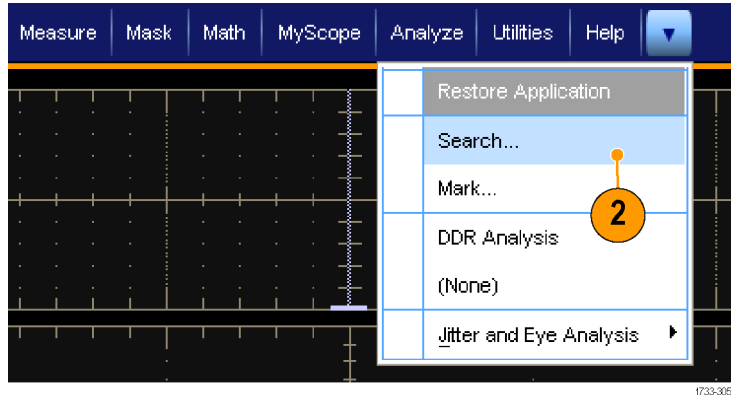 Measure Mask Math MyScope Analyze Utilities Help
Restore Application
Search...
Mark...
2
DDR Analysis
(None)
Jitter and Eye Analysis
1733-305